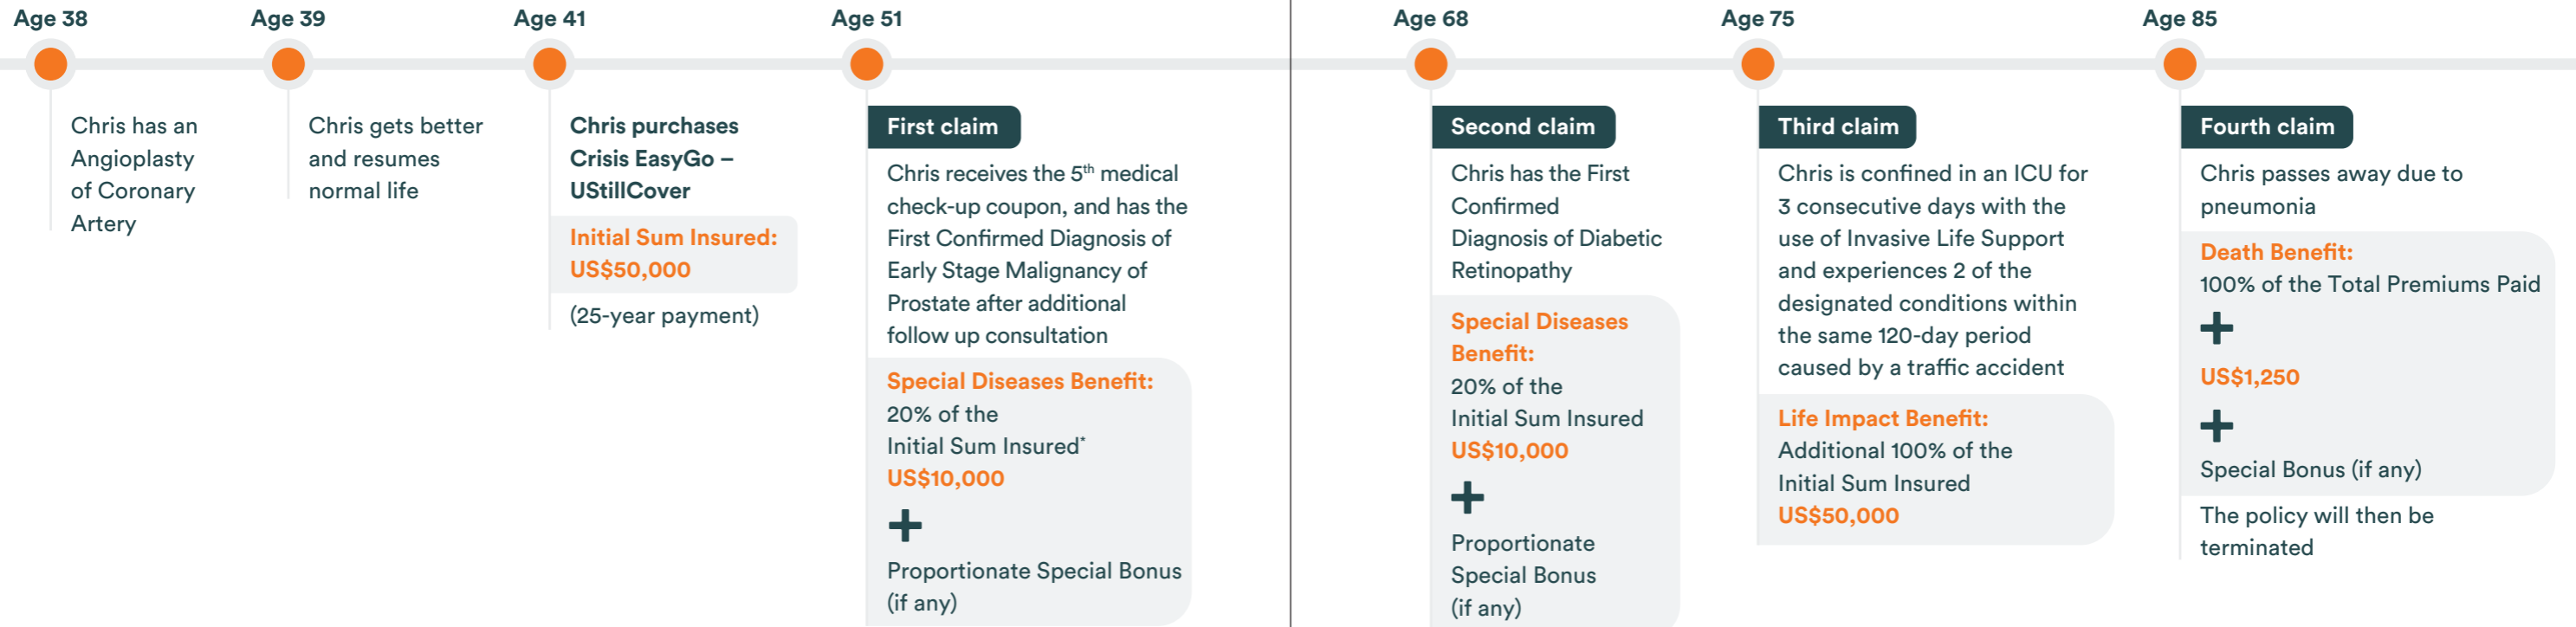 Age 38
Chris has an
Angioplasty
of Coronary
Artery
Age 39
Chris gets better
and resumes
normal life
Age 41
Chris purchases
Crisis EasyGo –
UStillCover
Initial Sum Insured:
US$50,000
(25-year payment)
Age 51
First claim
Chris receives the 5th medical
check-up coupon, and has the
First Confirmed Diagnosis of
Early Stage Malignancy of
Prostate after additional
follow up consultation
Special Diseases Benefit:
20% of the
Initial Sum Insured*
US$10,000
+
Proportionate Special Bonus
(if any)
Age 68
Second claim
Chris has the First
Confirmed
Diagnosis of Diabetic
Retinopathy
Special Diseases
Benefit:
20% of the
Initial Sum Insured
US$10,000
+
Proportionate
Special Bonus
(if any)
Age 75
Third claim
Chris is confined in an ICU for
3 consecutive days with the
use of Invasive Life Support
and experiences 2 of the
designated conditions within
the same 120-day period
caused by a traffic accident
Life Impact Benefit:
Additional 100% of the
Initial Sum Insured
US$50,000
Age 85
Fourth claim
Chris passes away due to
pneumonia
Death Benefit:
100% of the Total Premiums Paid
+
US$1,250
+
Special Bonus (if any)
The policy will then be
terminated